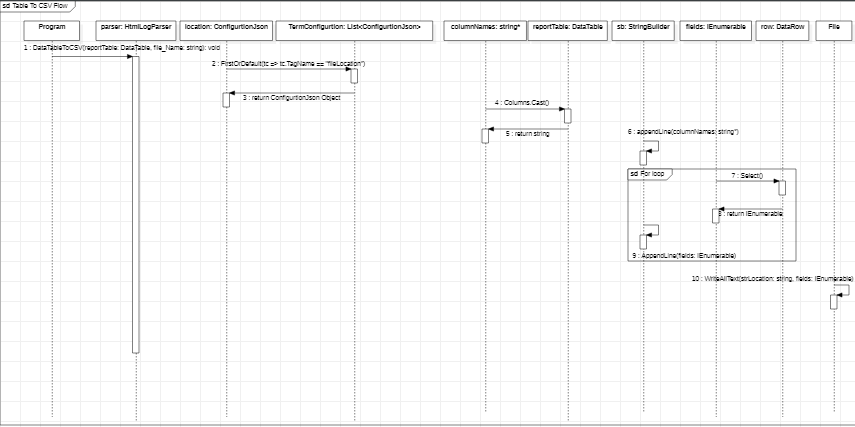 sd Table To CSV Flow
Program
parser: HtmlLogParser
location: ConfigurtionJson
TermConfigurtion: List<ConfigurtionJson>
columnNames: string*
reportTable: DataTable
sb: StringBuilder
fields: IEnumerable
row: DataRow
File
1 : DataTableToCSV(reportTable: DataTable, file_Name: string): void
2 : FirstOrDefault(tc => tc.TagName == "fileLocation")
3 : return ConfigurtionJson Object
4 : Columns.Cast()
5 : return string
6 : appendLine(columnNames: string*)
sd For loop
7 : Select()
8 : return IEnumerable
9 : AppendLine(fields: IEnumerable)
10 : WriteAllText(strLocation: string, fields: IEnumerable)